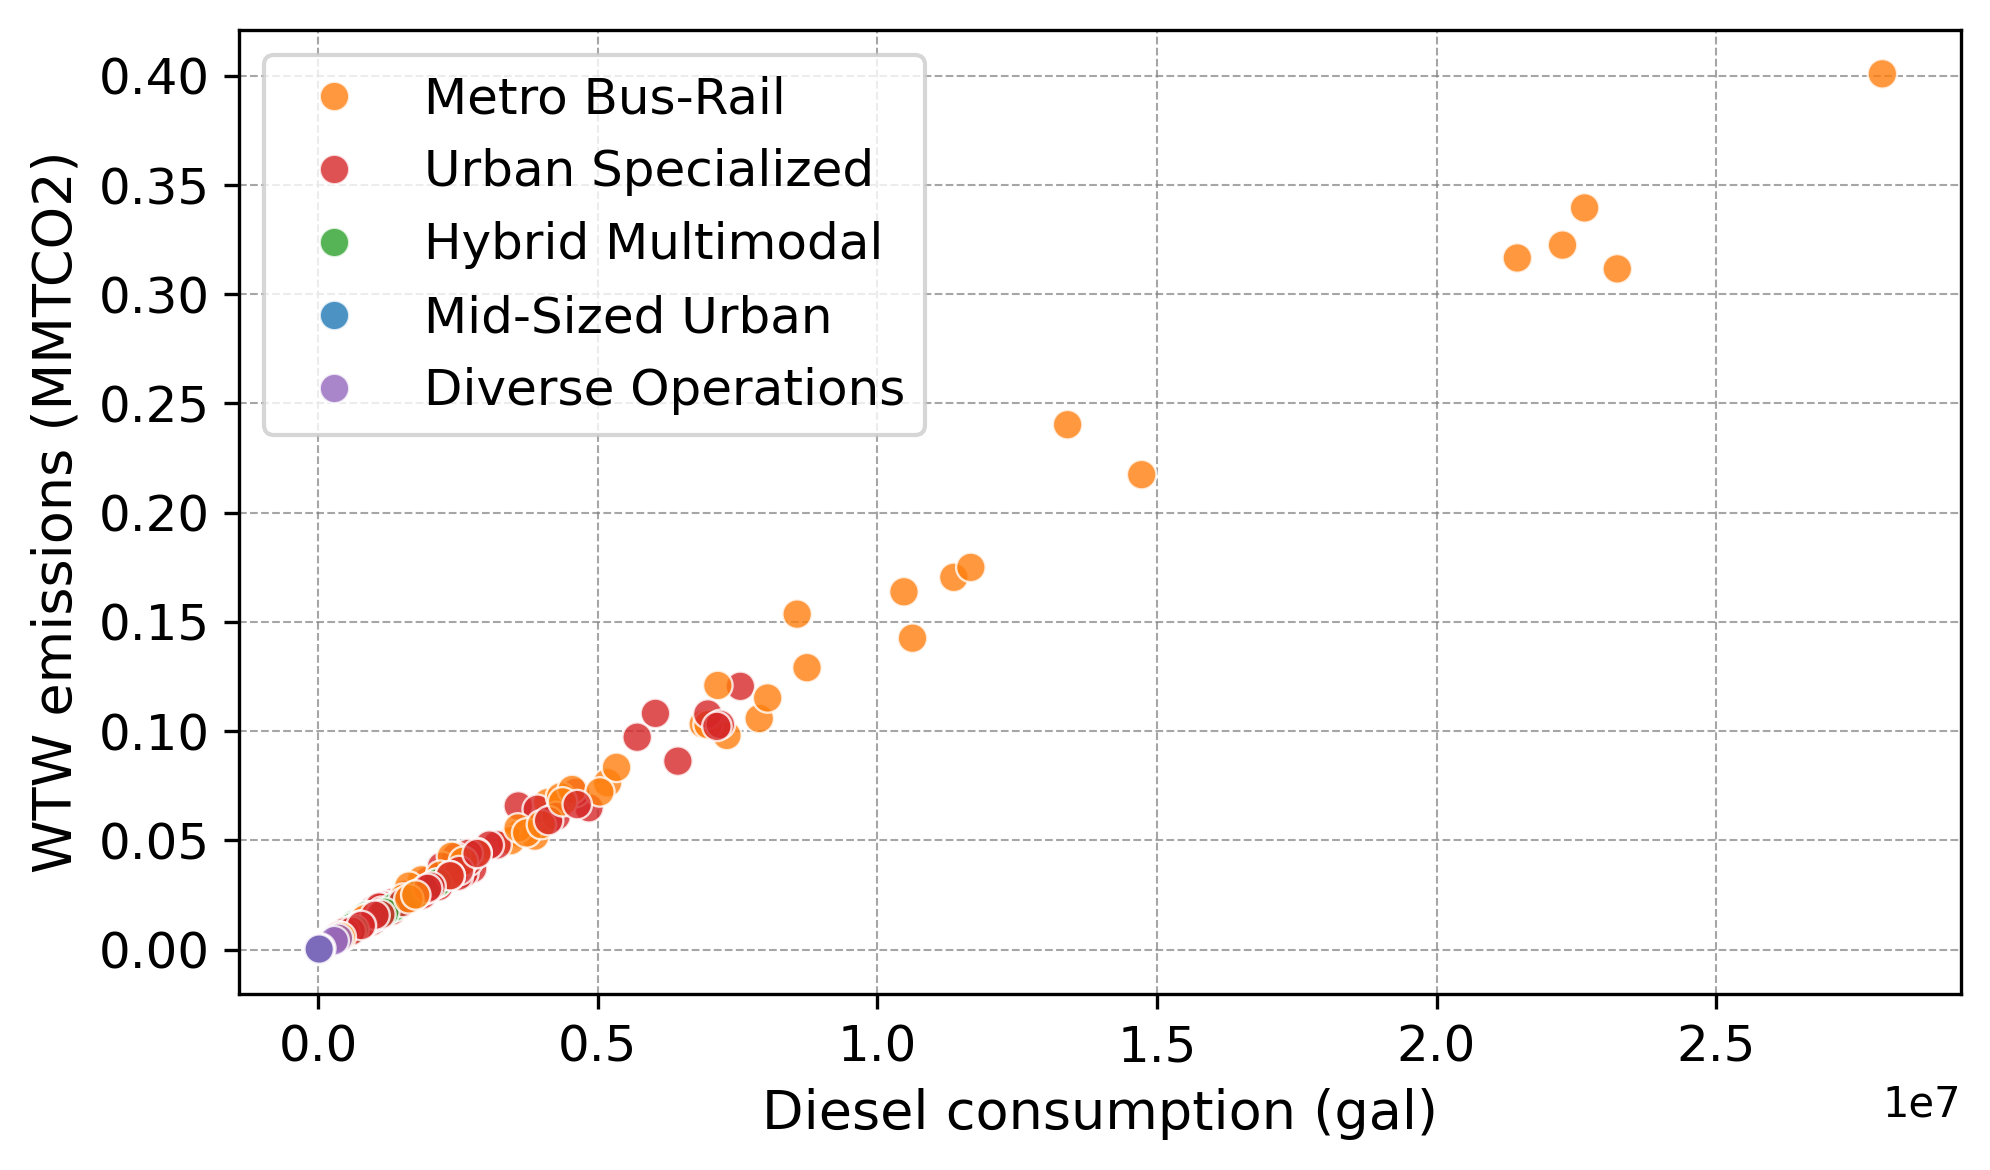 Metro Bus-Rail
Urban Specialized
Hybrid Multimodal
Mid-Sized Urban
Diverse Operations
WTW emissions (MMTCO2)
0.40
0.35
0.30
0.25
0.20
0.15
0.10
0.05
0.00
0.0 0.5 1.0 1.5 2.0 2.5
1e7
Diesel consumption (gal)